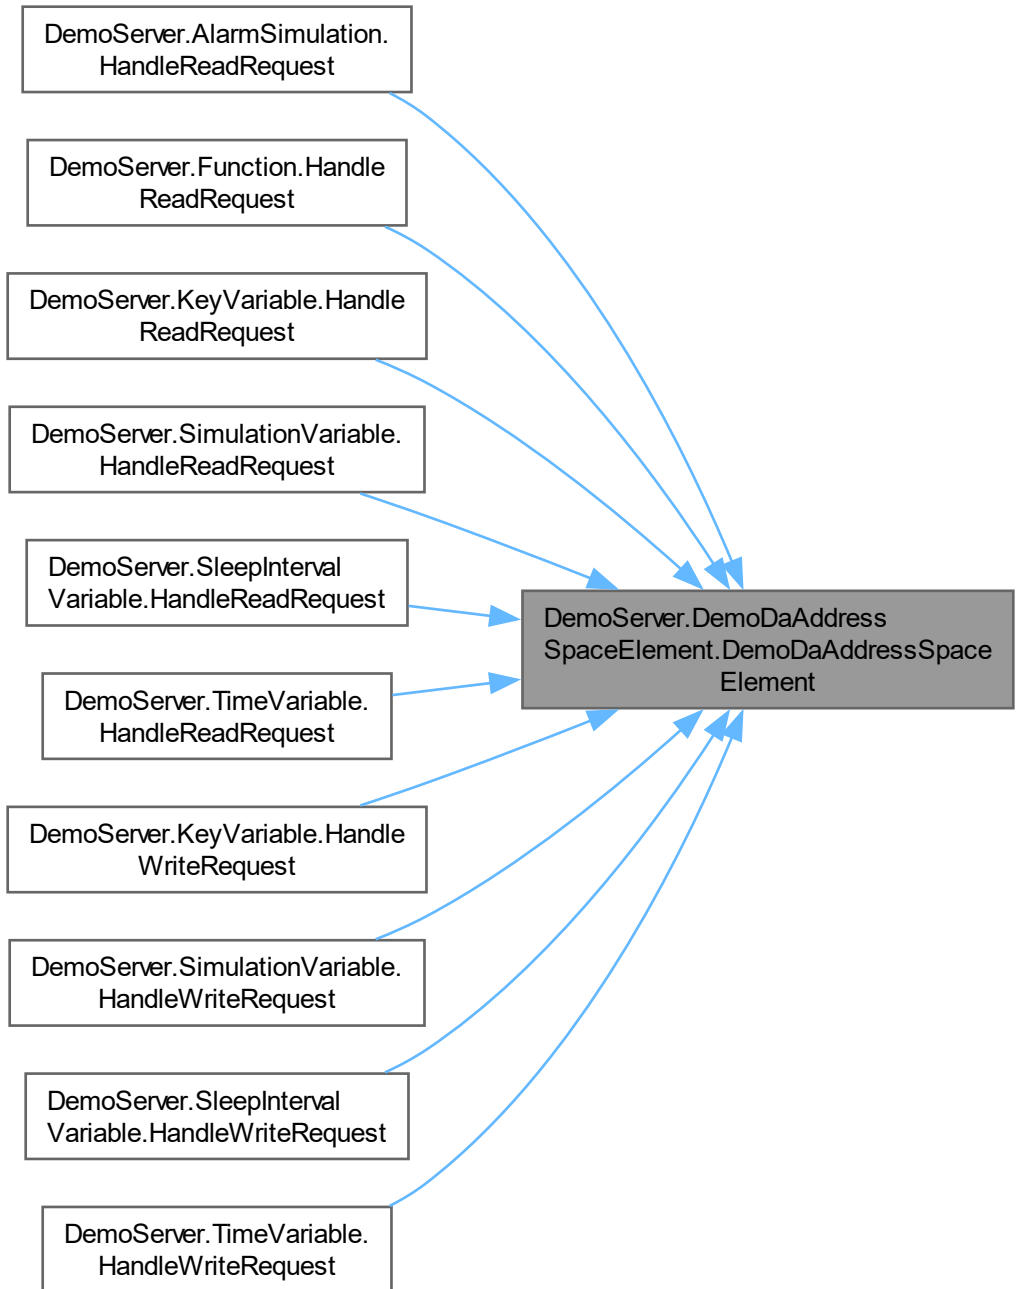 DemoServer.AlarmSimulation.
HandleReadRequest
DemoServer.Function.Handle
ReadRequest
DemoServer.KeyVariable.Handle
ReadRequest
DemoServer.SimulationVariable.
HandleReadRequest
DemoServer.SleepInterval
Variable.HandleReadRequest
DemoServer.TimeVariable.
HandleReadRequest
DemoServer.KeyVariable.Handle
WriteRequest
DemoServer.SimulationVariable.
HandleWriteRequest
DemoServer.SleepInterval
Variable.HandleWriteRequest
DemoServer.TimeVariable.
HandleWriteRequest
DemoServer.DemoDaAddress
SpaceElement.DemoDaAddressSpace
Element